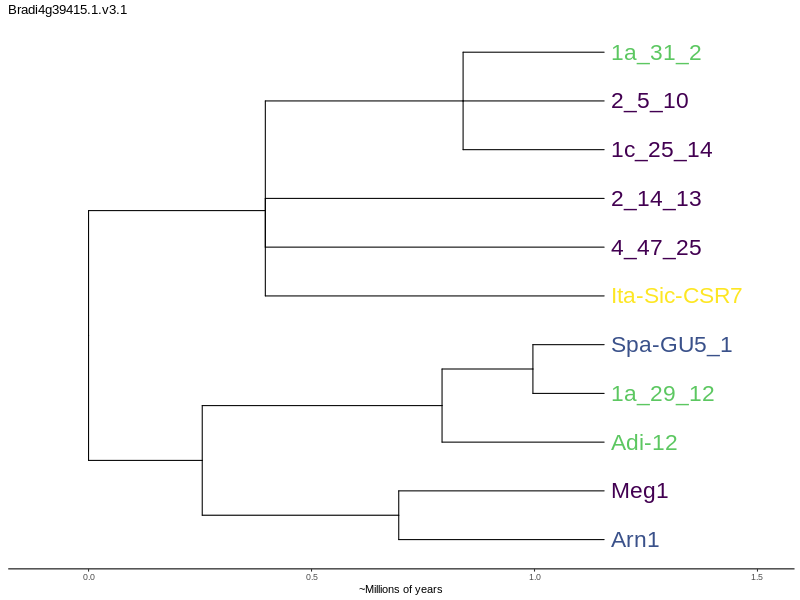 Bradi4g39415.1.v3.1
1a_31_2
2_5_10
1c_25_14
2_14_13
4_47_25
Ita-Sic-CSR7
Spa-GU5_1
1a_29_12
Adi-12
Meg1
Arn1
0.0 0.5 1.0 1.5
~Millions of years